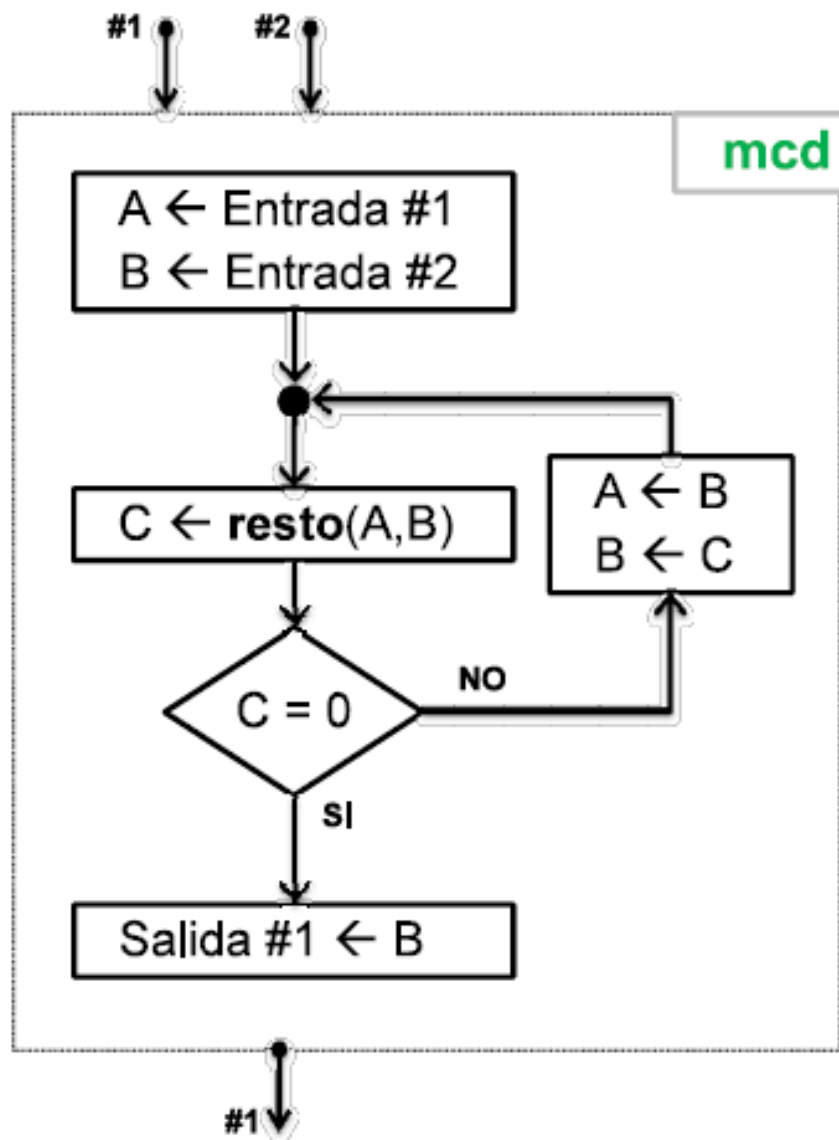 #1
#2
mcd
A ← Entrada #1
B ← Entrada #2
A ← B
B ← C
C ← resto(A,B)
C = 0
NO
SI
Salida #1 ← B
#1